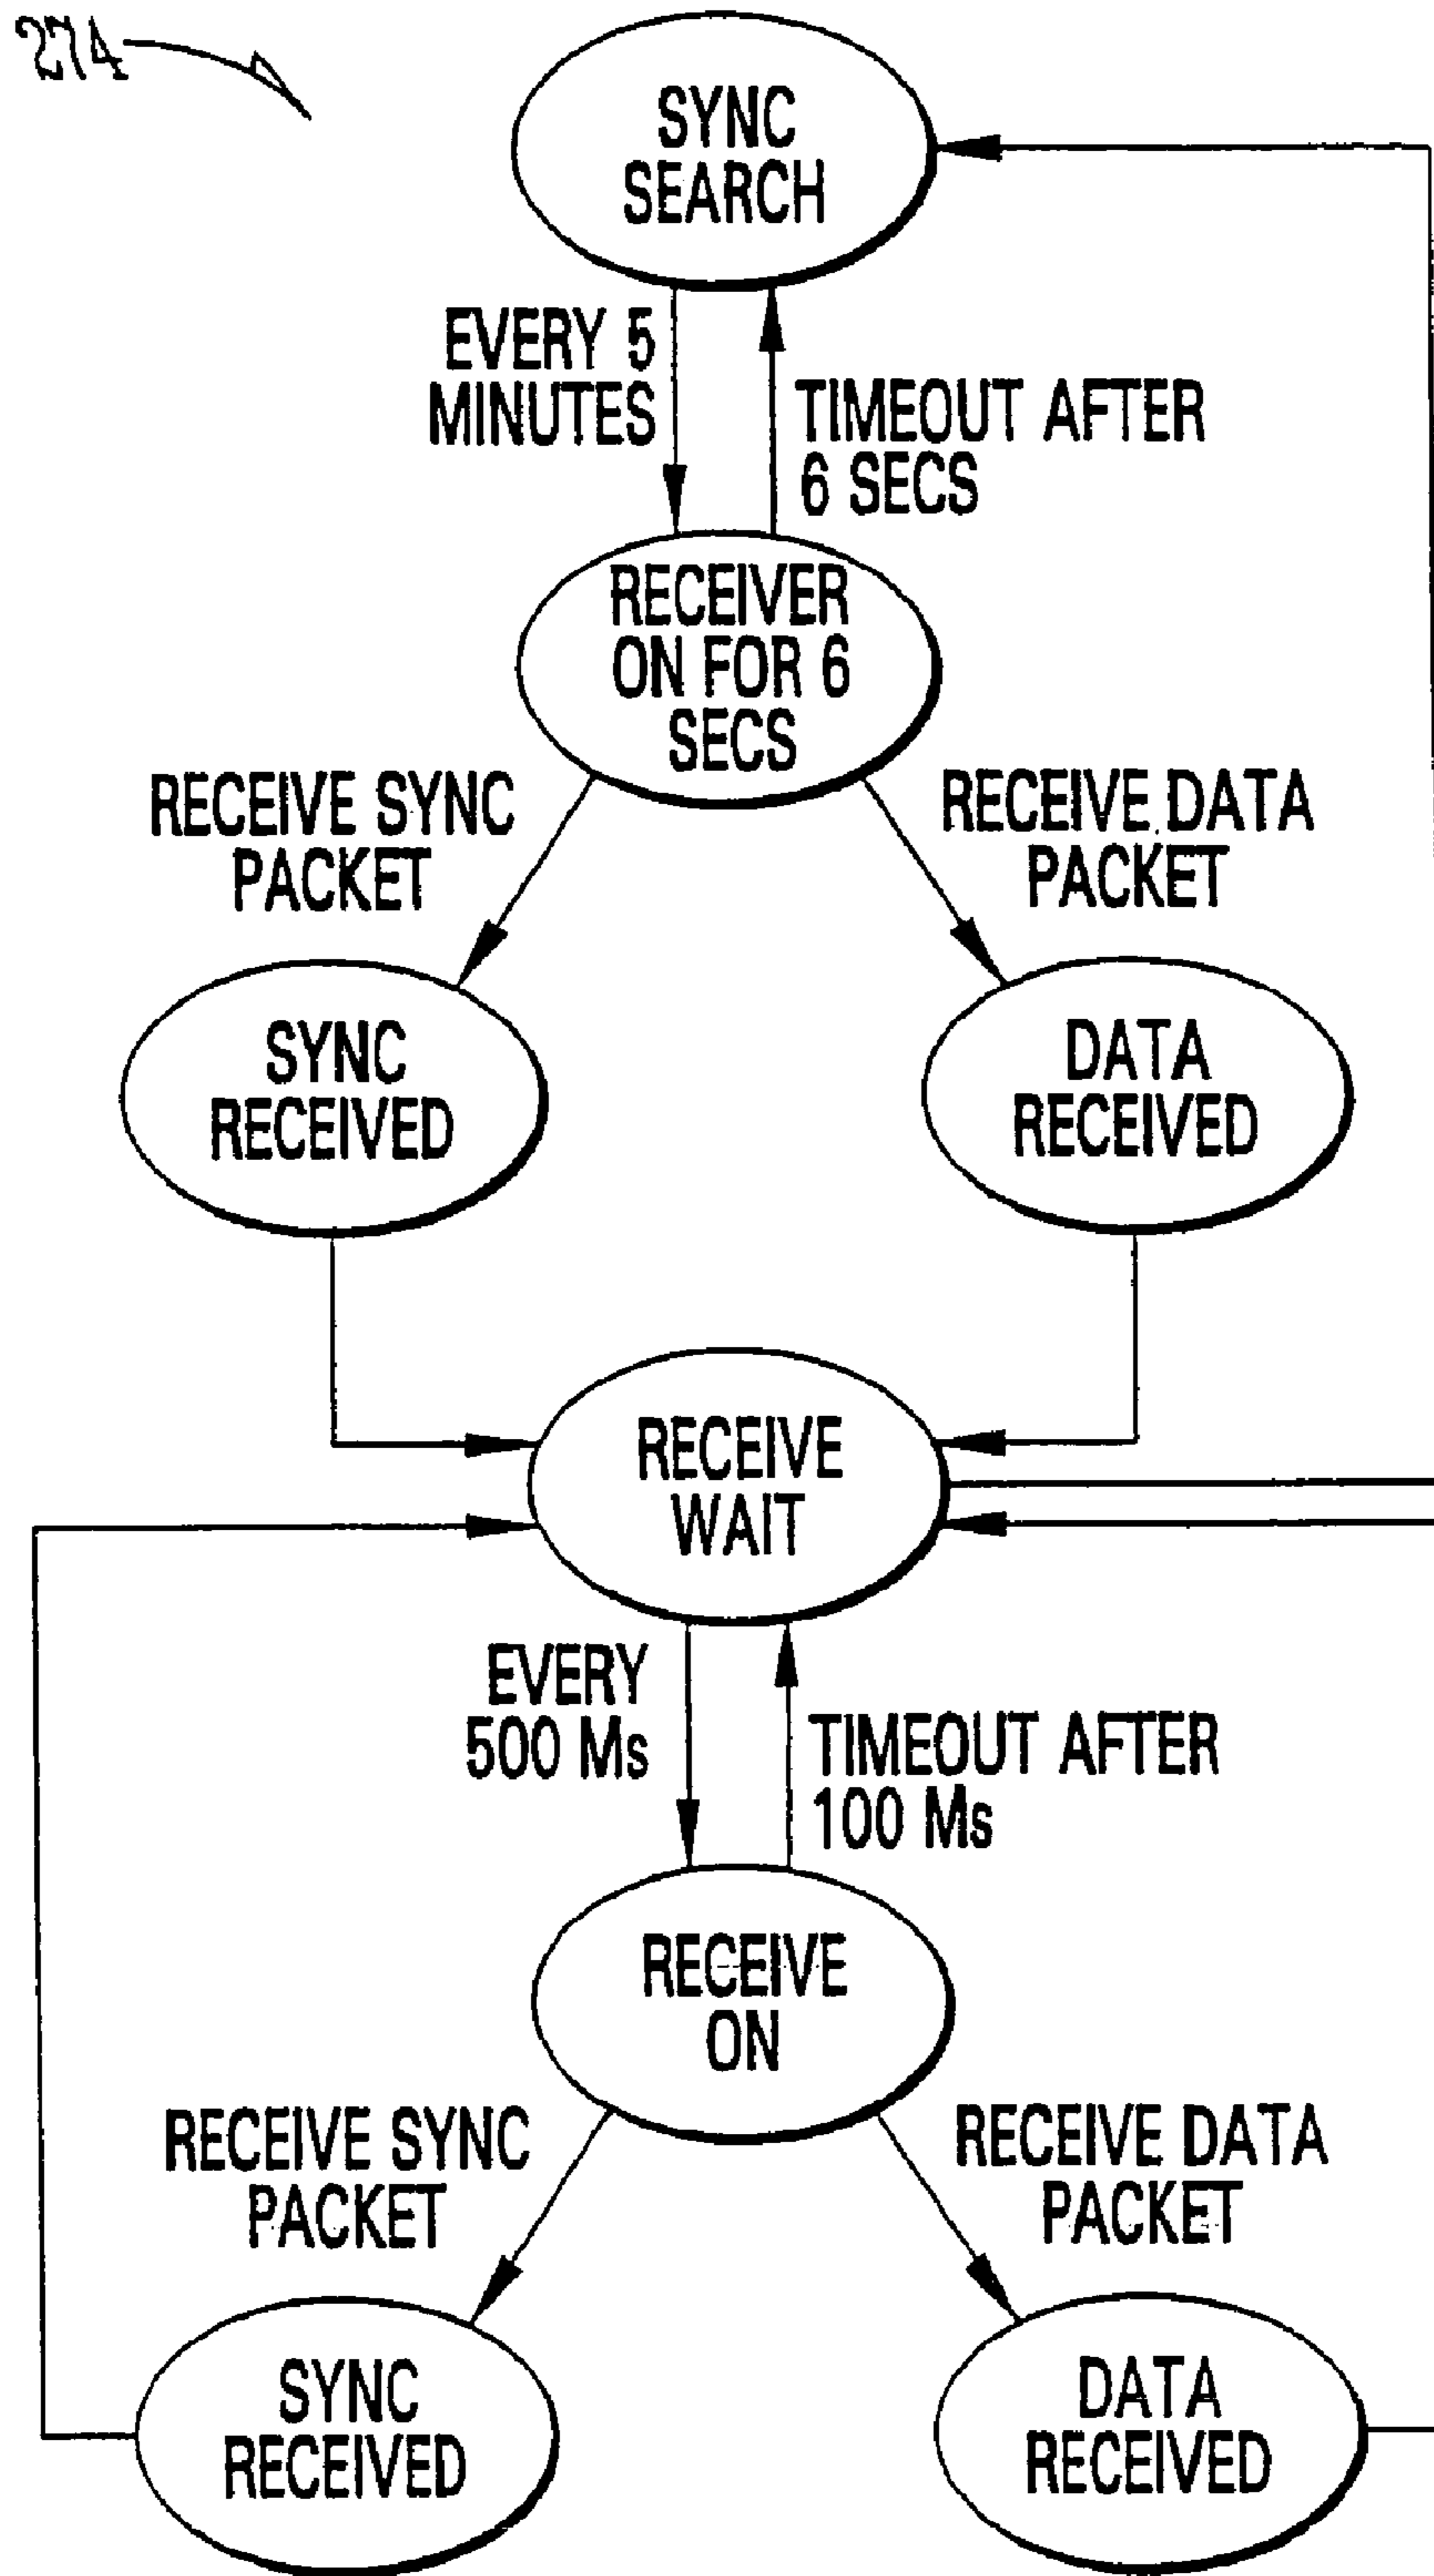 274
SYNC
SEARCH
EVERY 5
MINUTES
TIMEOUT AFTER
6 SECS
RECEIVER
ON FOR 6
SECS
RECEIVE SYNC
PACKET
RECEIVE DATA
PACKET
SYNC
RECEIVED
DATA
RECEIVED
RECEIVE
WAIT
EVERY
500 Ms
TIMEOUT AFTER
100 Ms
RECEIVE
ON
RECEIVE SYNC
PACKET
RECEIVE DATA
PACKET
SYNC
RECEIVED
DATA
RECEIVED